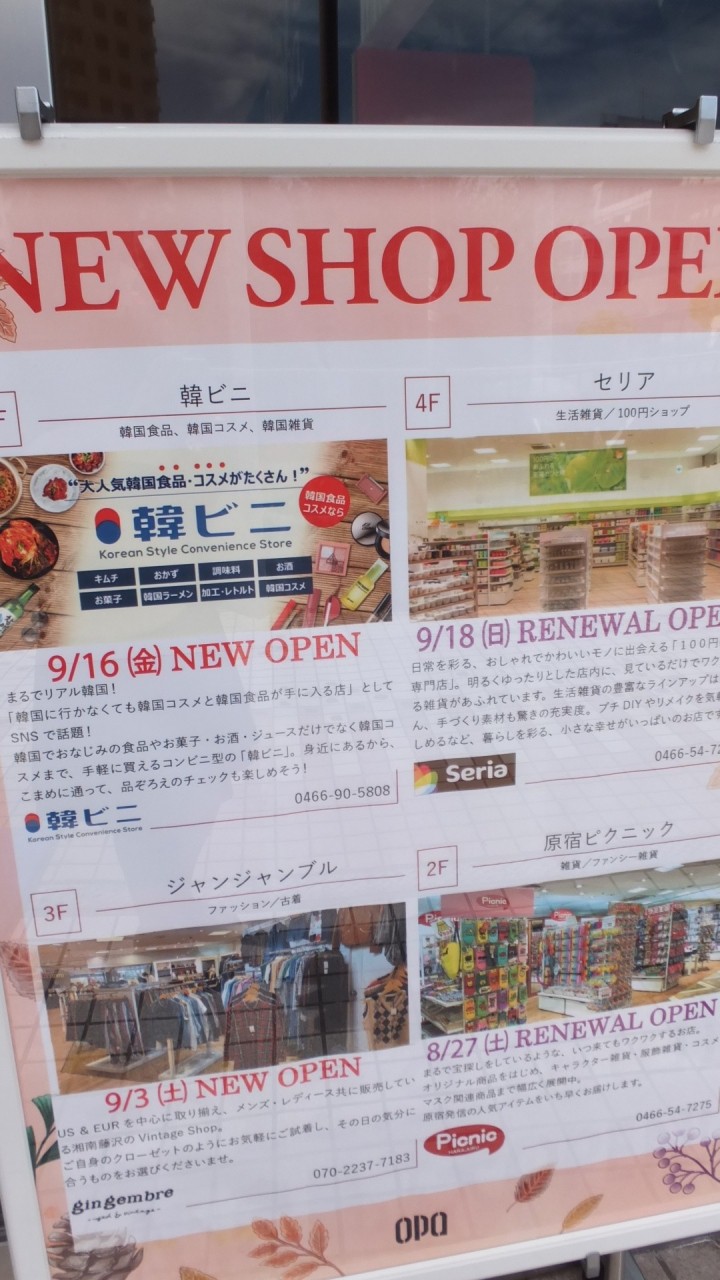 NEW SHOP OPE
F
韓ビニ
韓国食品、韓国コスメ、韓国雑貨
“大人気韓国食品・コスメがたくさん！”
韓国食品
コスメなら
韓ビニ
Korean Style Convenience Store
キムチ おかず 調味料 お酒
お菓子 韓国ラーメン 加工・レトルト 韓国コスメ
9/16 ㈮ NEW OPEN
まるでリアル韓国！
「韓国に行かなくても韓国コスメと韓国食品が手に入る店」として
SNS で話題！
韓国でおなじみの食品やお菓子・お酒・ジュースだけでなく韓国コ
スメまで、手軽に買えるコンビニ型の「韓ビニ」。身近にあるから、
こまめに通って、品ぞろえのチェックも楽しめそう！
0466-90-5808
韓ビニ
Korean Style Convenience Store
4F
セリア
生活雑貨／100円ショップ
9/18 ㈰ RENEWAL OPE
日常を彩る、おしゃれでかわいいモノに出会える「１００円
専門店」。明るくゆったりとした店内に、見ているだけでワク
る雑貨があふれています。生活雑貨の豊富なラインアップは
ん、手づくり素材も驚きの充実度。プチ DIY やリメイクを気
しめるなど、暮らしを彩る、小さな幸せがいっぱいのお店です
0466-54-72
Seria
3F
ジャンジャンブル
ファッション／古着
9/3 ㈯ NEW OPEN
US & EUR を中心に取り揃え、メンズ・レディース共に販売してい
る湘南藤沢の Vintage Shop。
ご自身のクローゼットのようにお気軽にご試着し、その日の気分に
合うものをお選びくださいませ。
070-2237-7183
gingembre
-used & vintage-
2F
原宿ピクニック
雑貨／ファンシー雑貨
Picnic
8/27 ㈯ RENEWAL OPEN
まるで宝探しをしているような、いつ来てもワクワクするお店。
オリジナル商品をはじめ、キャラクター雑貨・服飾雑貨・コスメ
マスク関連商品まで幅広く展開中。
原宿発信の人気アイテムをいち早くお届けします。
0466-54-7275
Picnic
HARAJUKU
OPA